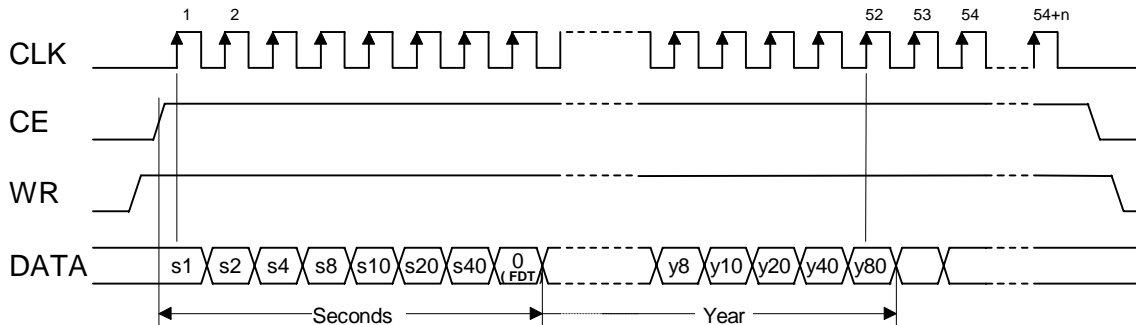 1 2 52 53 54 54+n
CLK
CE
WR
DATA s1 s2 s4 s8 s10 s20 s40 0 y8 y10 y20 y40 y80
( FDT)
Seconds Year